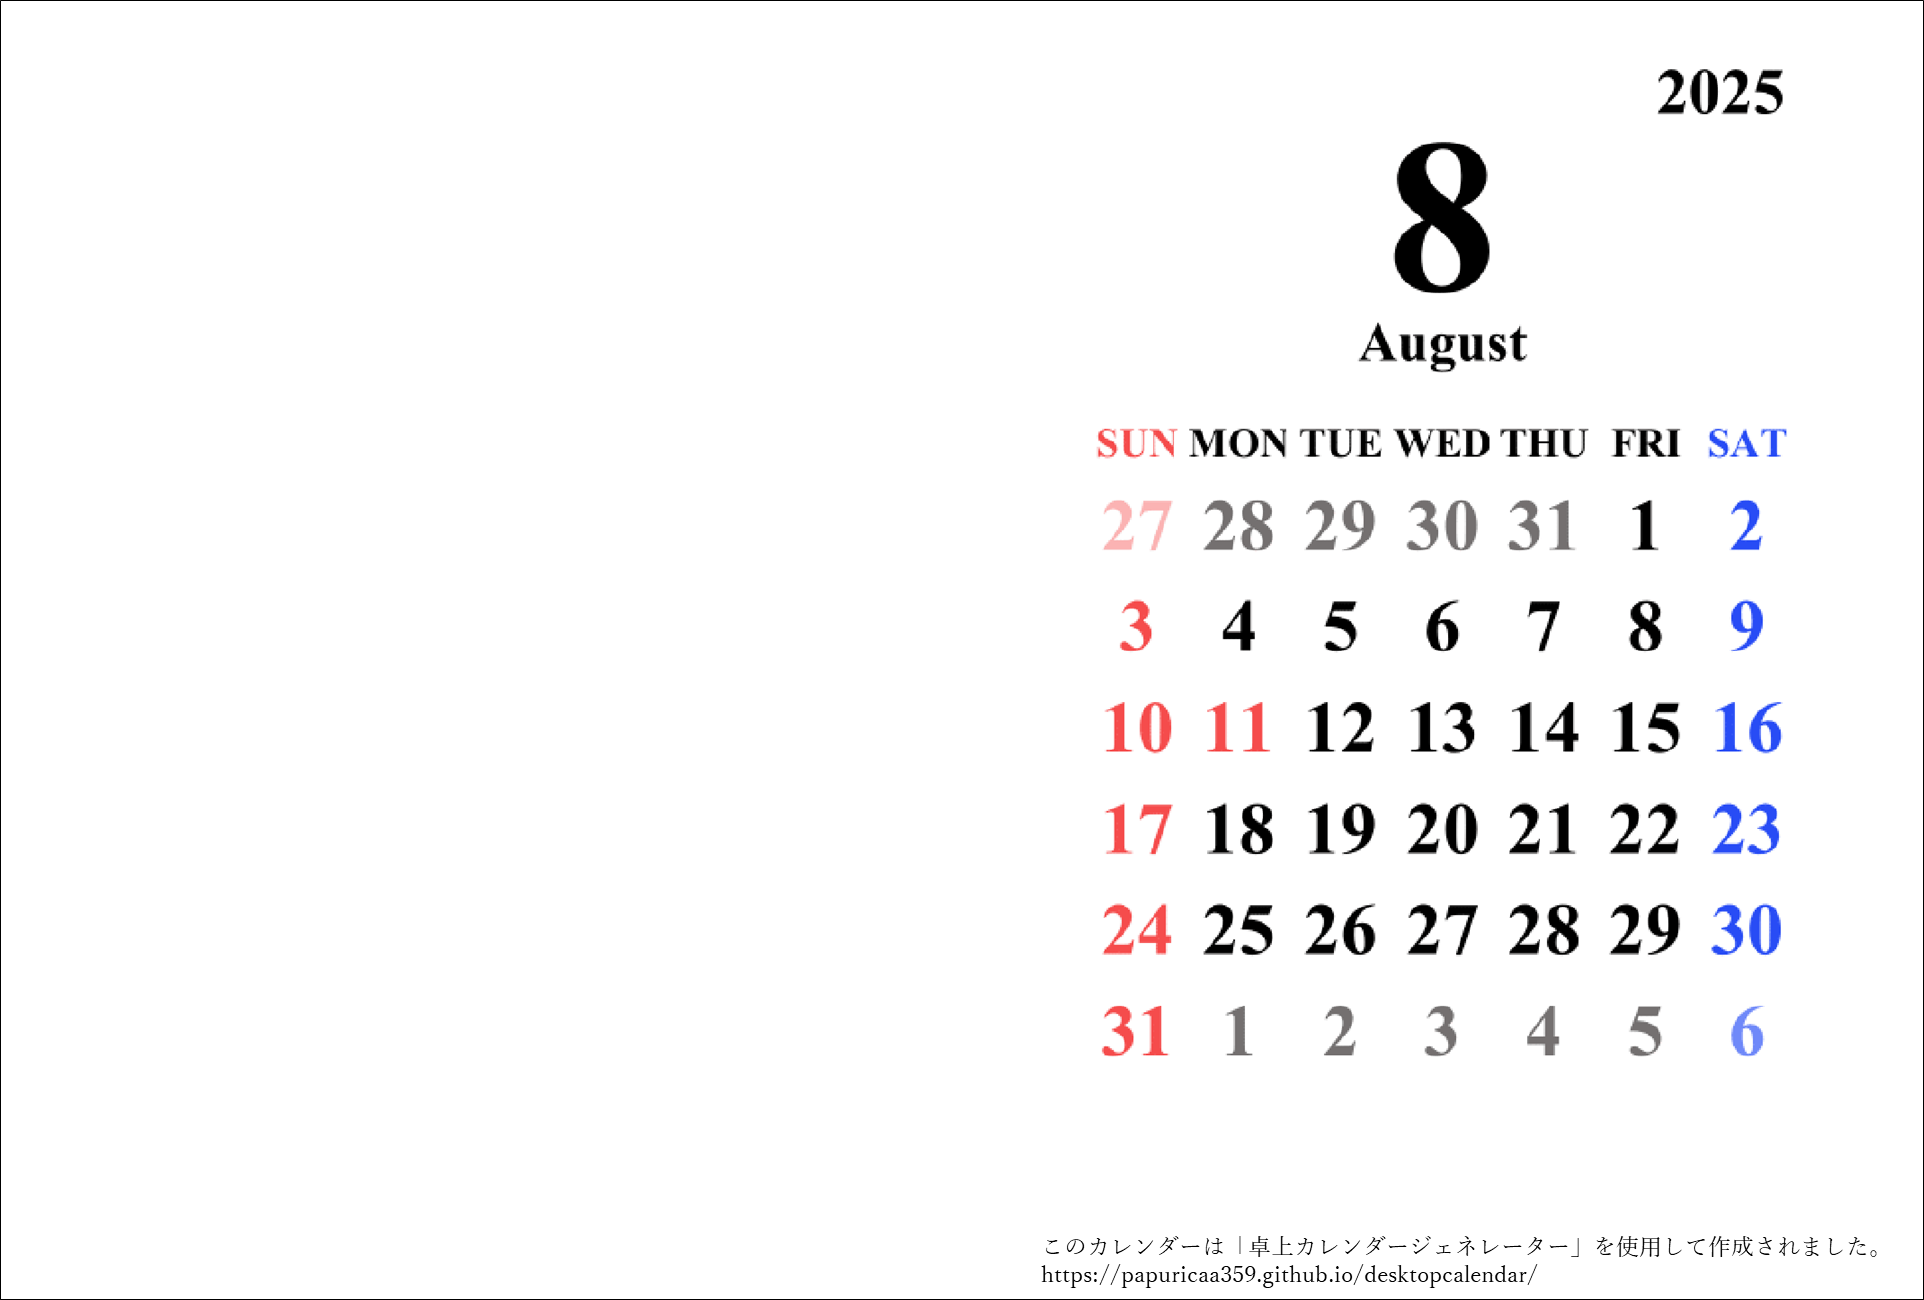 2025
8
August
SUN MON TUE WED THU FRI SAT
27 28 29 30 31 1 2
3 4 5 6 7 8 9
10 11 12 13 14 15 16
17 18 19 20 21 22 23
24 25 26 27 28 29 30
31 1 2 3 4 5 6
このカレンダーは「卓上カレンダージェネレーター」を使用して作成されました。
https://papuricaa359.github.io/desktopcalendar/